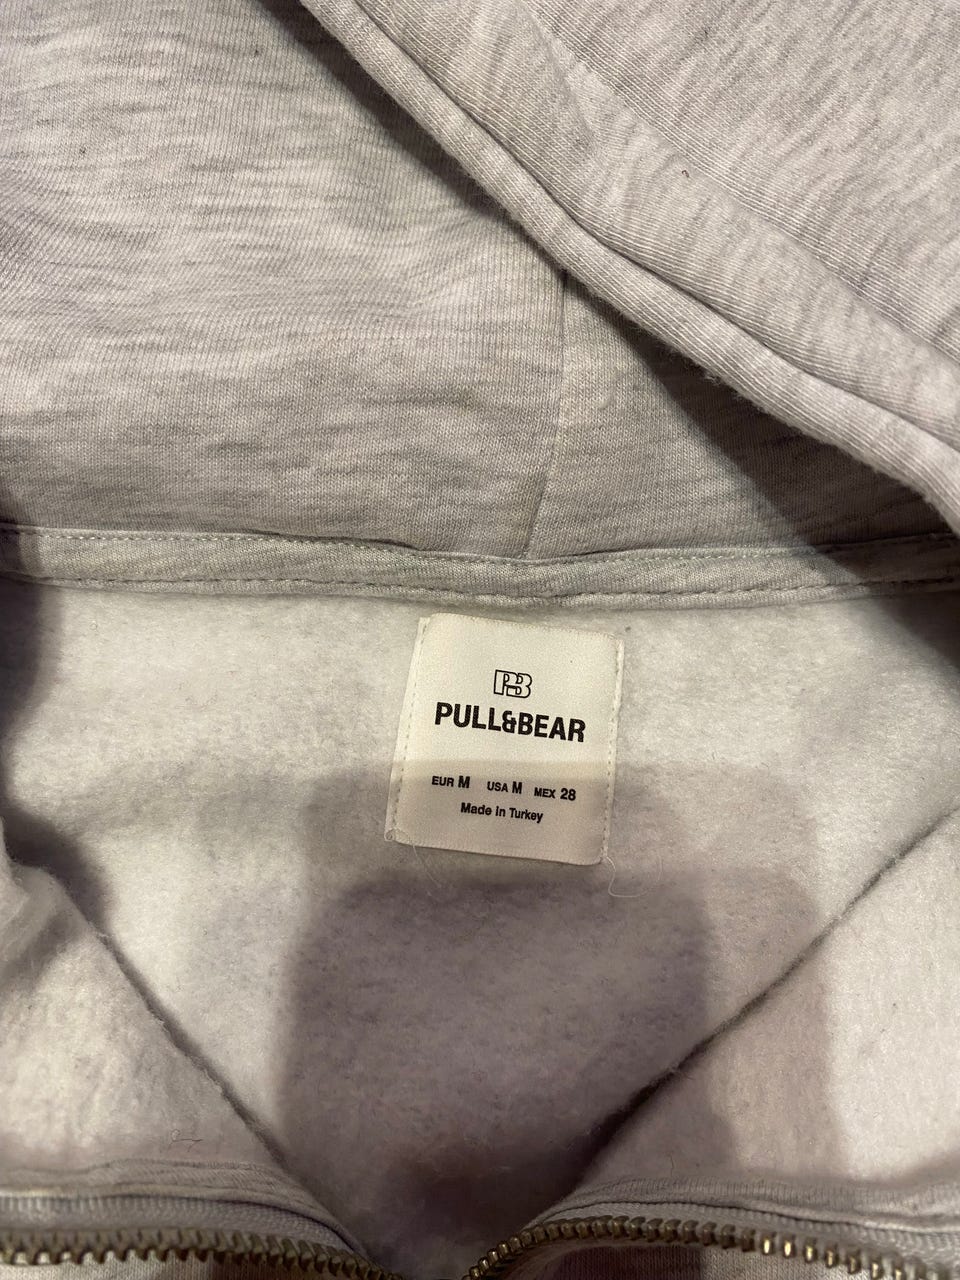 PB
PULL&BEAR
EUR M USA M MEX 28
Made in Turkey